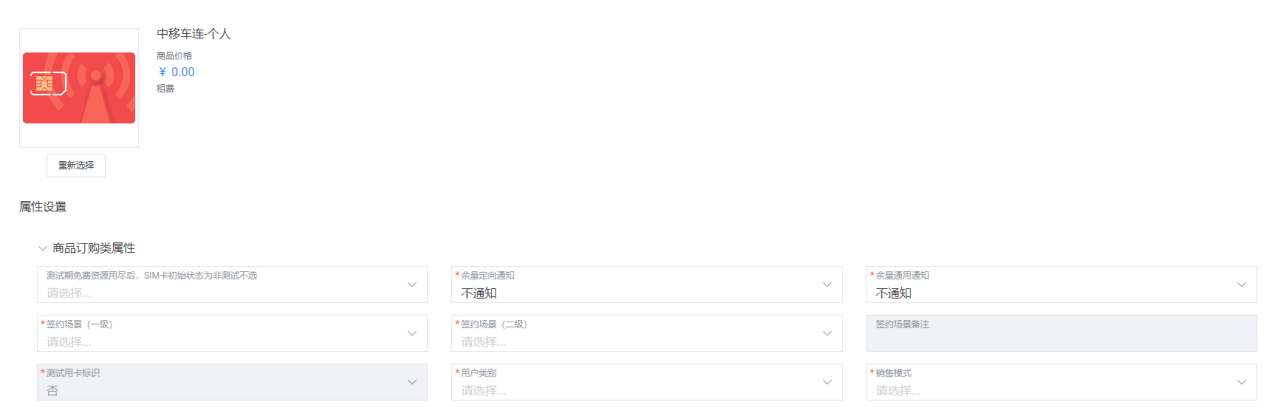 中移车连-个人
商品价格
¥ 0.00
租费
重新选择
属性设置
商品订购类属性
测试期免费资源用尽后，SIM卡初始状态为非测试不选
请选择...
*余量定向通知
不通知
*余量通用通知
不通知
*签约场景（一级）
请选择...
*签约场景（二级）
请选择...
签约场景备注
*测试用卡标识
否
*用户类别
请选择...
*销售模式
请选择...